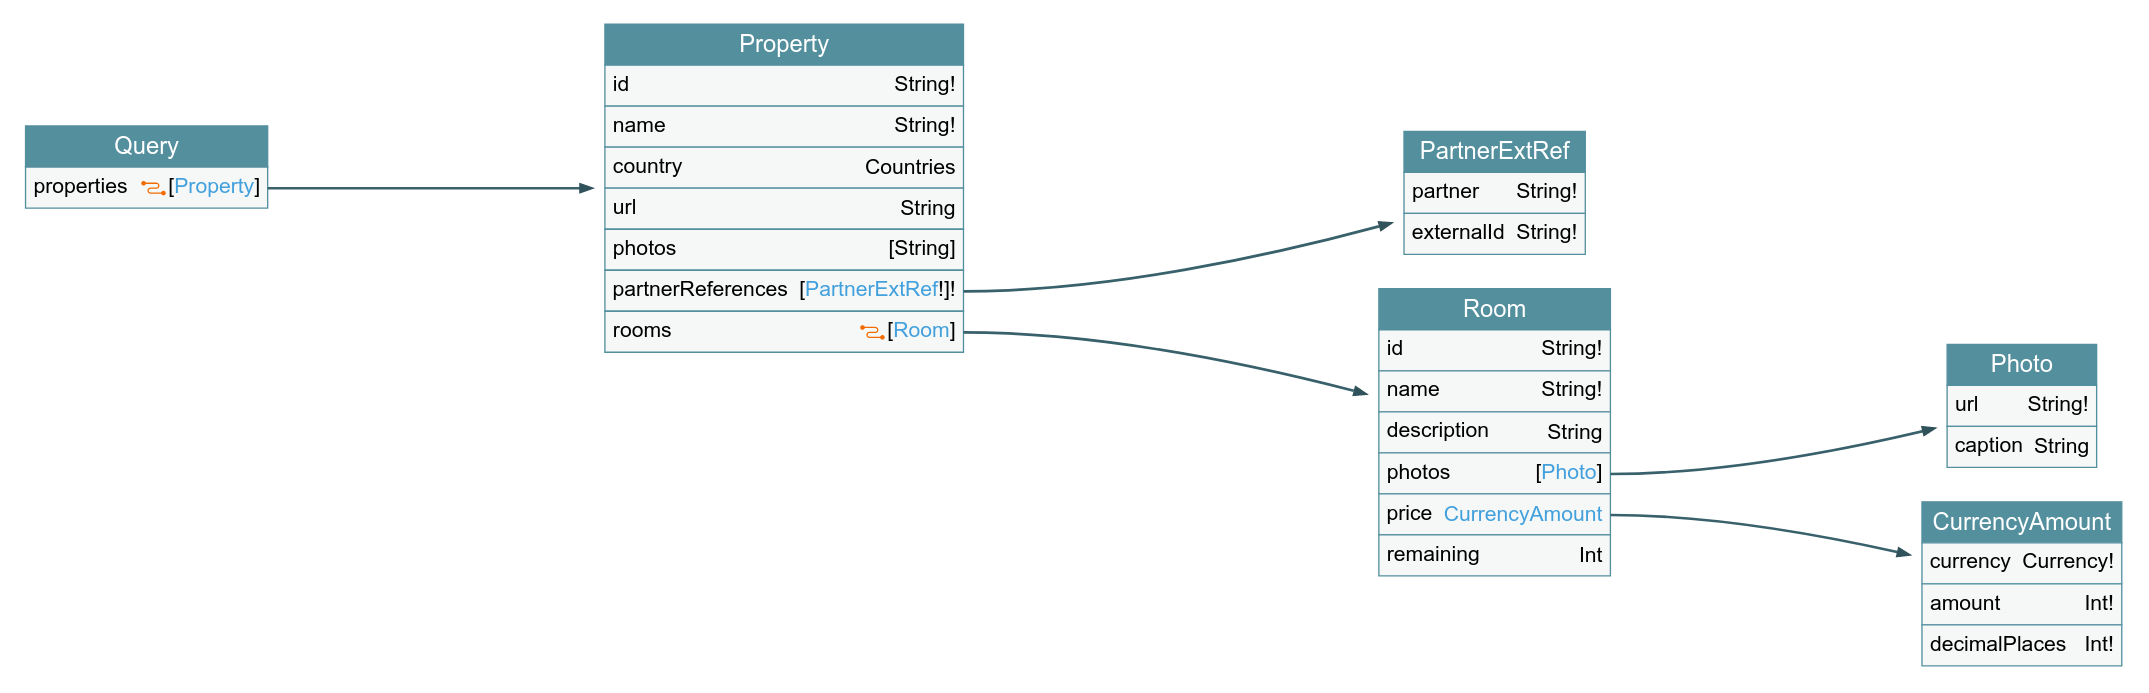 Query
properties [Property]
Property
id String!
name String!
country Countries
url String
photos [String]
partnerReferences [PartnerExtRef!]!
rooms [Room]
PartnerExtRef
partner String!
externalId String!
Room
id String!
name String!
description String
photos [Photo]
price CurrencyAmount
remaining Int
Photo
url String!
caption String
CurrencyAmount
currency Currency!
amount Int!
decimalPlaces Int!